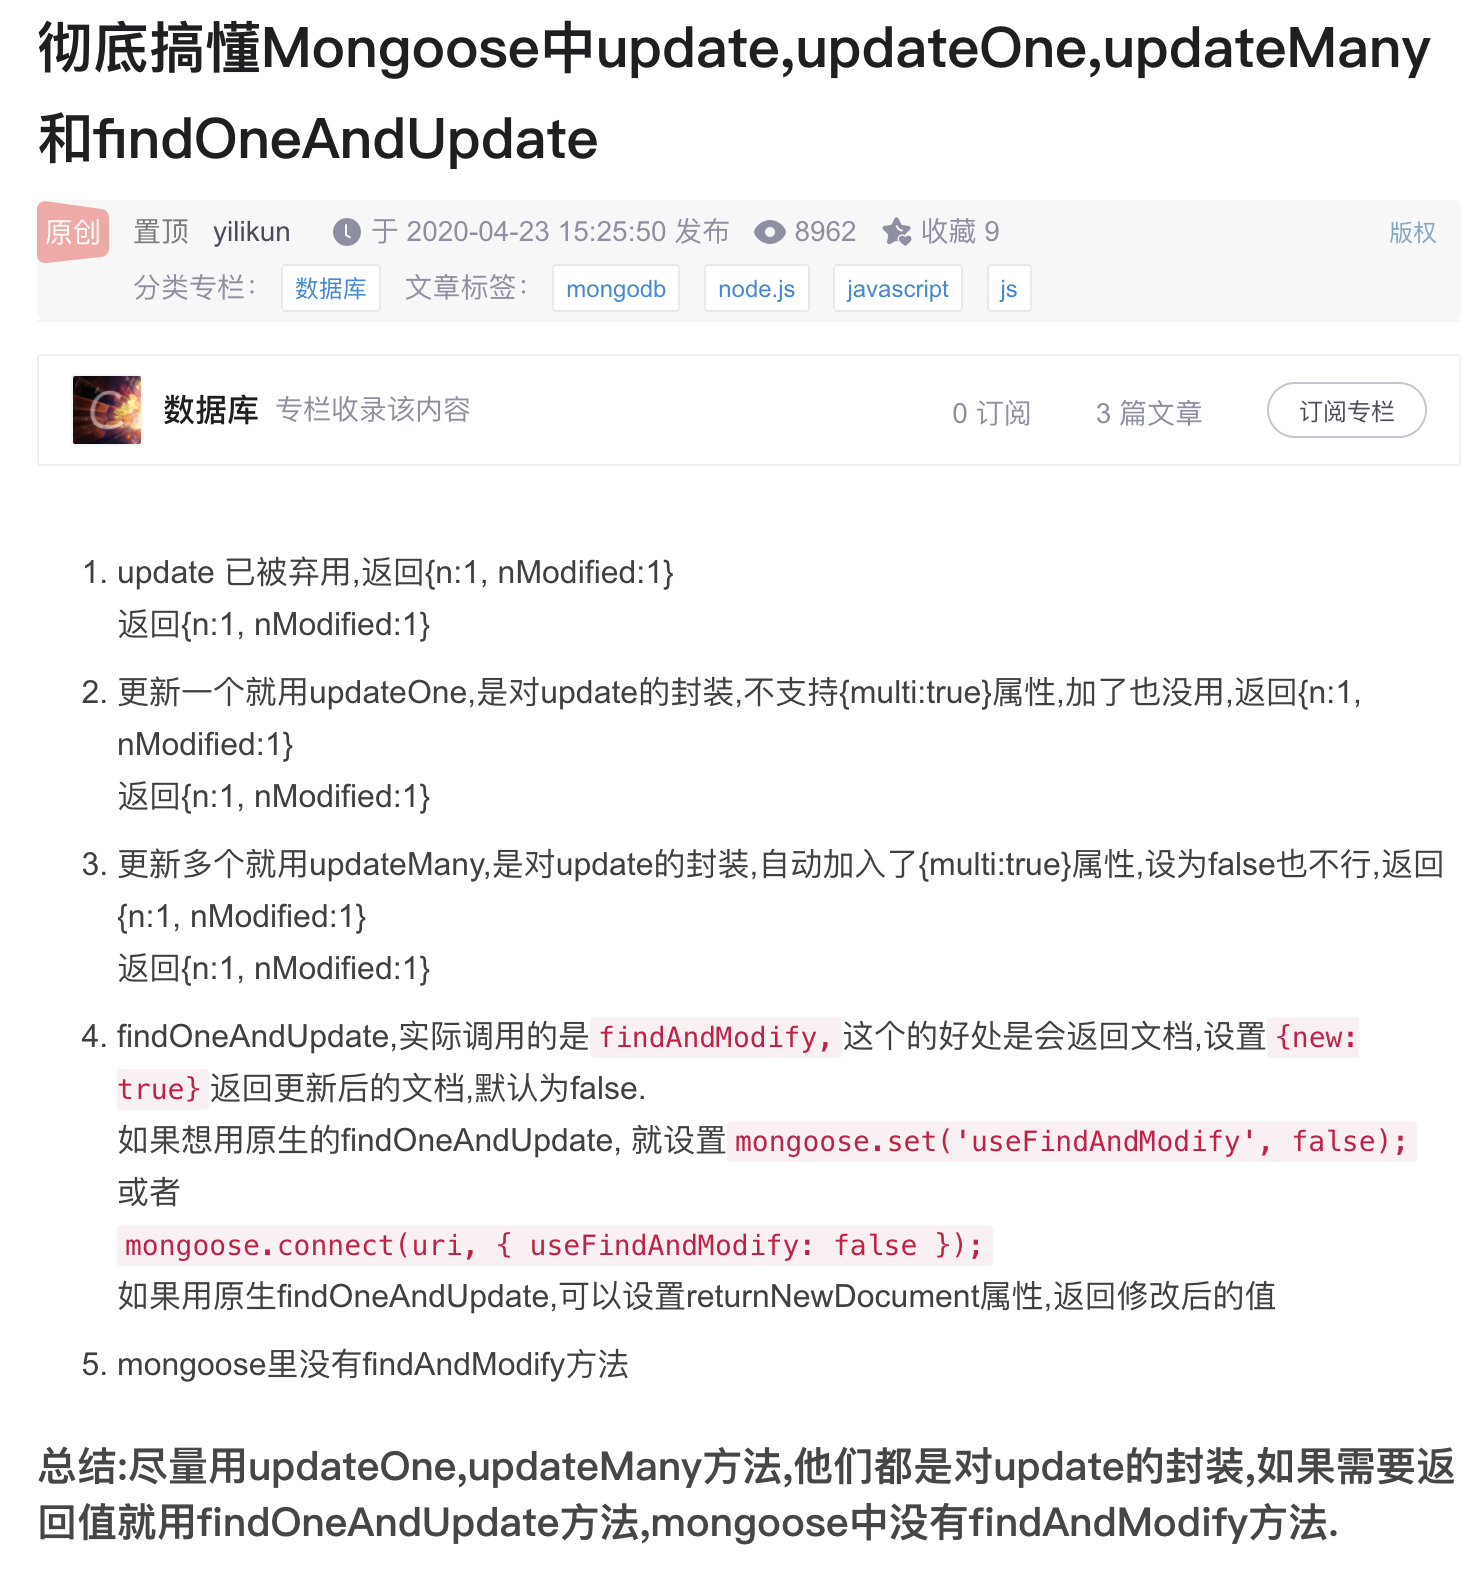 彻底搞懂Mongoose中update,updateOne,updateMany
和findOneAndUpdate
原创 置顶 yilikun 于 2020-04-23 15:25:50 发布 8962 收藏 9 版权
分类专栏： 数据库 文章标签： mongodb node.js javascript js
C 数据库 专栏收录该内容 0 订阅 3 篇文章 订阅专栏
1. update 已被弃用,返回{n:1, nModified:1}
返回{n:1, nModified:1}
2. 更新一个就用updateOne,是对update的封装,不支持{multi:true}属性,加了也没用,返回{n:1,
nModified:1}
返回{n:1, nModified:1}
3. 更新多个就用updateMany,是对update的封装,自动加入了{multi:true}属性,设为false也不行,返回
{n:1, nModified:1}
返回{n:1, nModified:1}
4. findOneAndUpdate,实际调用的是findAndModify,这个的好处是会返回文档,设置{new:
true}返回更新后的文档,默认为false.
如果想用原生的findOneAndUpdate, 就设置mongoose.set('useFindAndModify', false);
或者
mongoose.connect(uri, { useFindAndModify: false });
如果用原生findOneAndUpdate,可以设置returnNewDocument属性,返回修改后的值
5. mongoose里没有findAndModify方法
总结:尽量用updateOne,updateMany方法,他们都是对update的封装,如果需要返
回值就用findOneAndUpdate方法,mongoose中没有findAndModify方法.